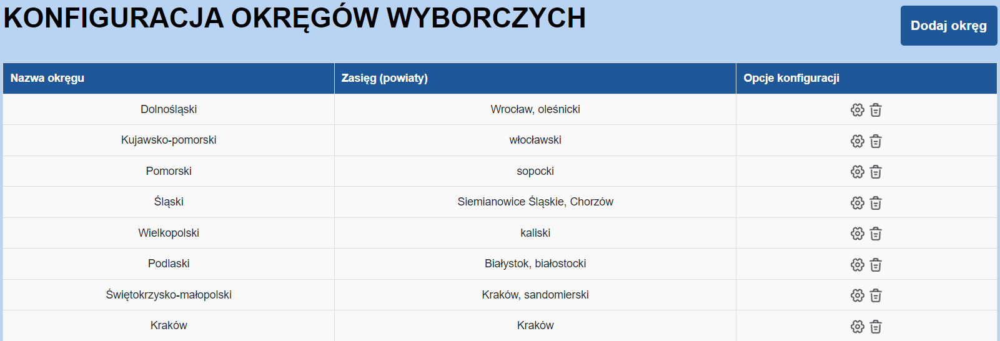 KONFIGURACJA OKRĘGÓW WYBORCZYCH
Dodaj okręg
Nazwa okręgu Zasięg (powiaty) Opcje konfiguracji
Dolnośląski Wrocław, oleśnicki
Kujawsko-pomorski włocławski
Pomorski sopocki
Śląski Siemianowice Śląskie, Chorzów
Wielkopolski kaliski
Podlaski Białystok, białostocki
Świętokrzysko-małopolski Kraków, sandomierski
Kraków Kraków